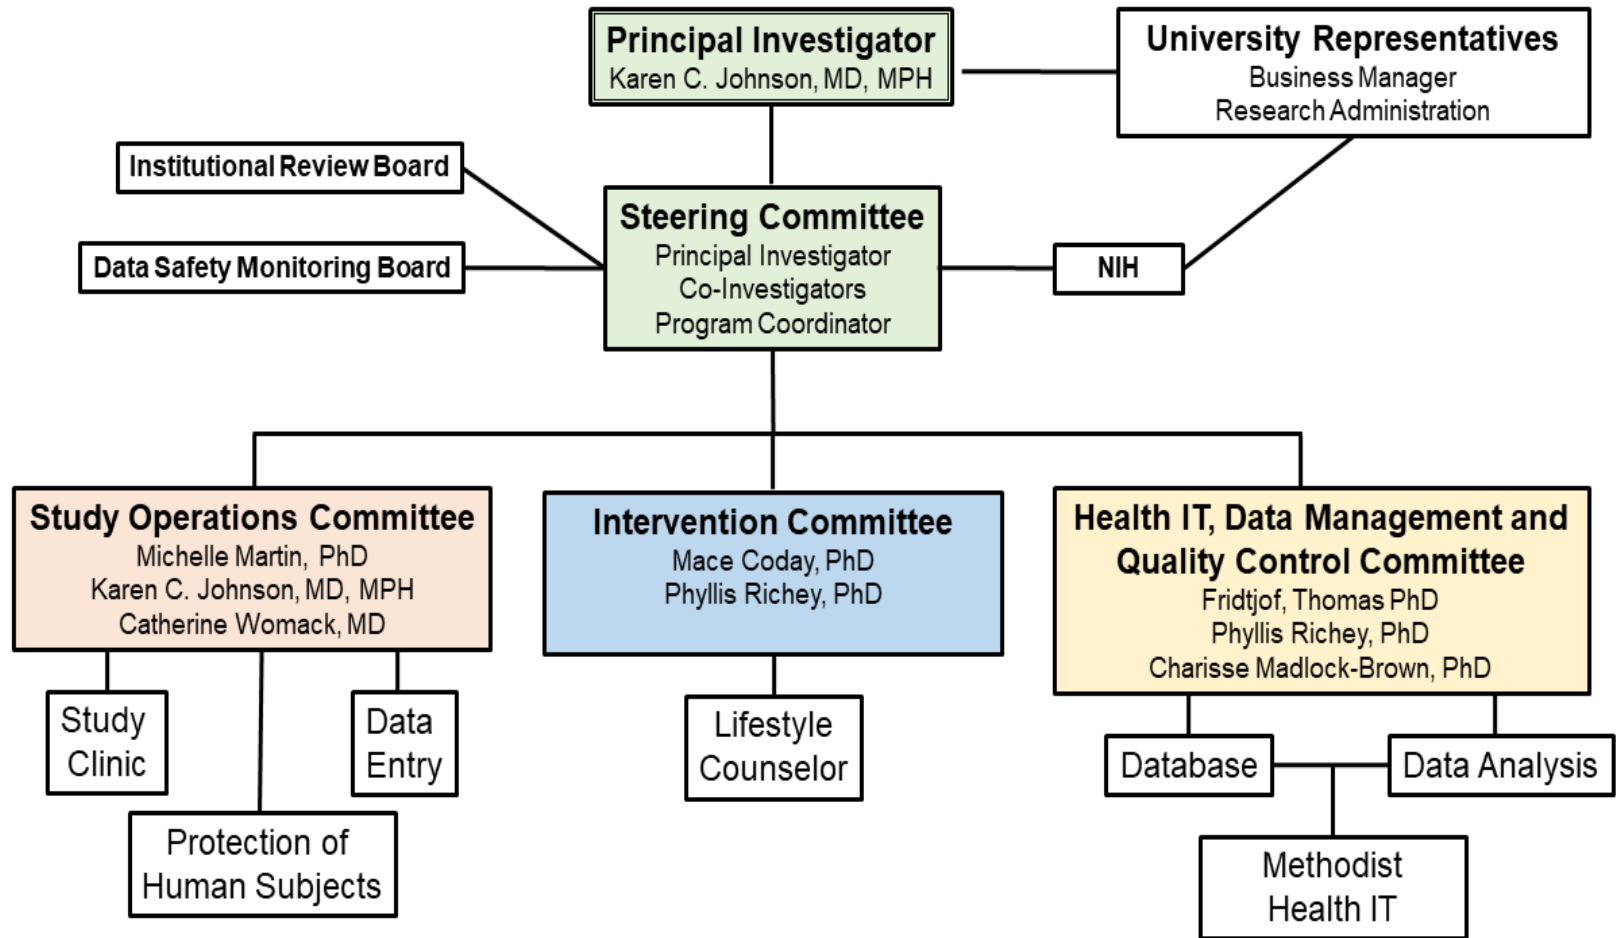 Principal Investigator
Karen C. Johnson, MD, MPH
University Representatives
Business Manager
Research Administration
Institutional Review Board
Data Safety Monitoring Board
Steering Committee
Principal Investigator
Co-Investigators
Program Coordinator
NIH
Study Operations Committee
Michelle Martin, PhD
Karen C. Johnson, MD, MPH
Catherine Womack, MD
Intervention Committee
Mace Coday, PhD
Phyllis Richey, PhD
Health IT, Data Management and
Quality Control Committee
Fridtjof, Thomas PhD
Phyllis Richey, PhD
Charisse Madlock-Brown, PhD
Study
Clinic
Data
Entry
Protection of
Human Subjects
Lifestyle
Counselor
Database
Data Analysis
Methodist
Health IT